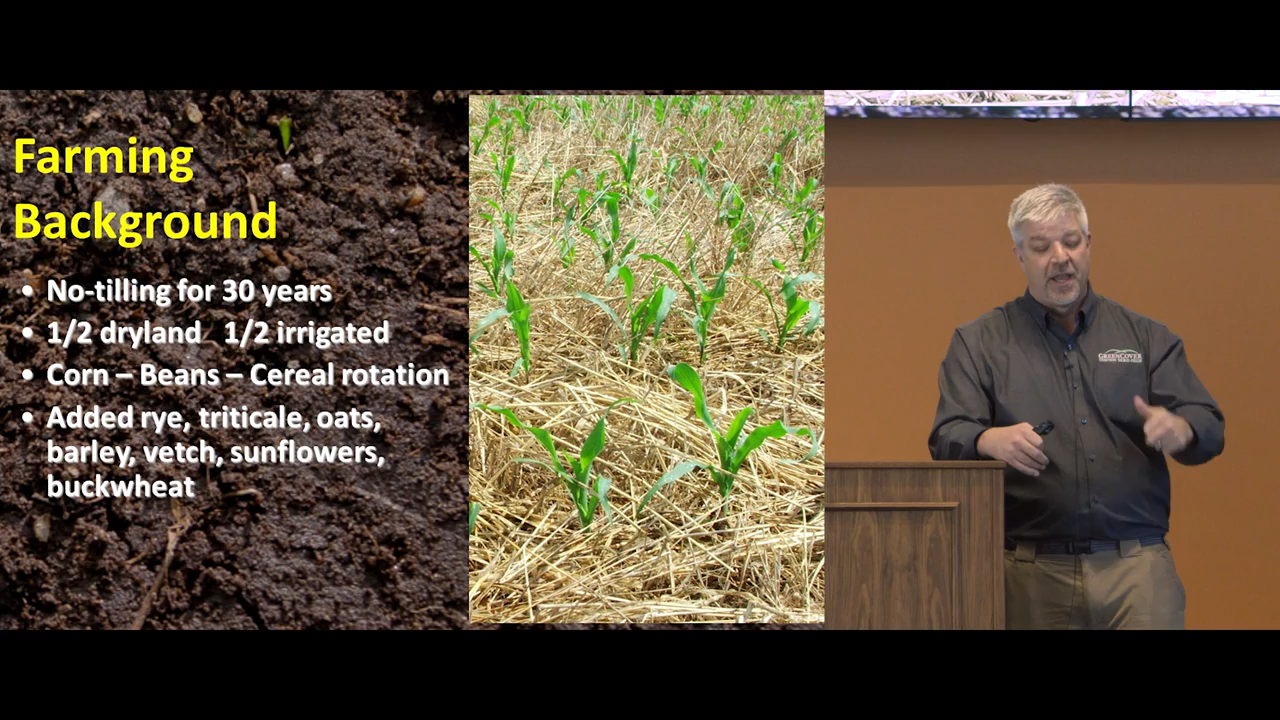 Farming
Background
• No-tilling for 30 years
• 1/2 dryland 1/2 irrigated
• Corn – Beans – Cereal rotation
• Added rye, triticale, oats,
barley, vetch, sunflowers,
buckwheat
GREENCOVER